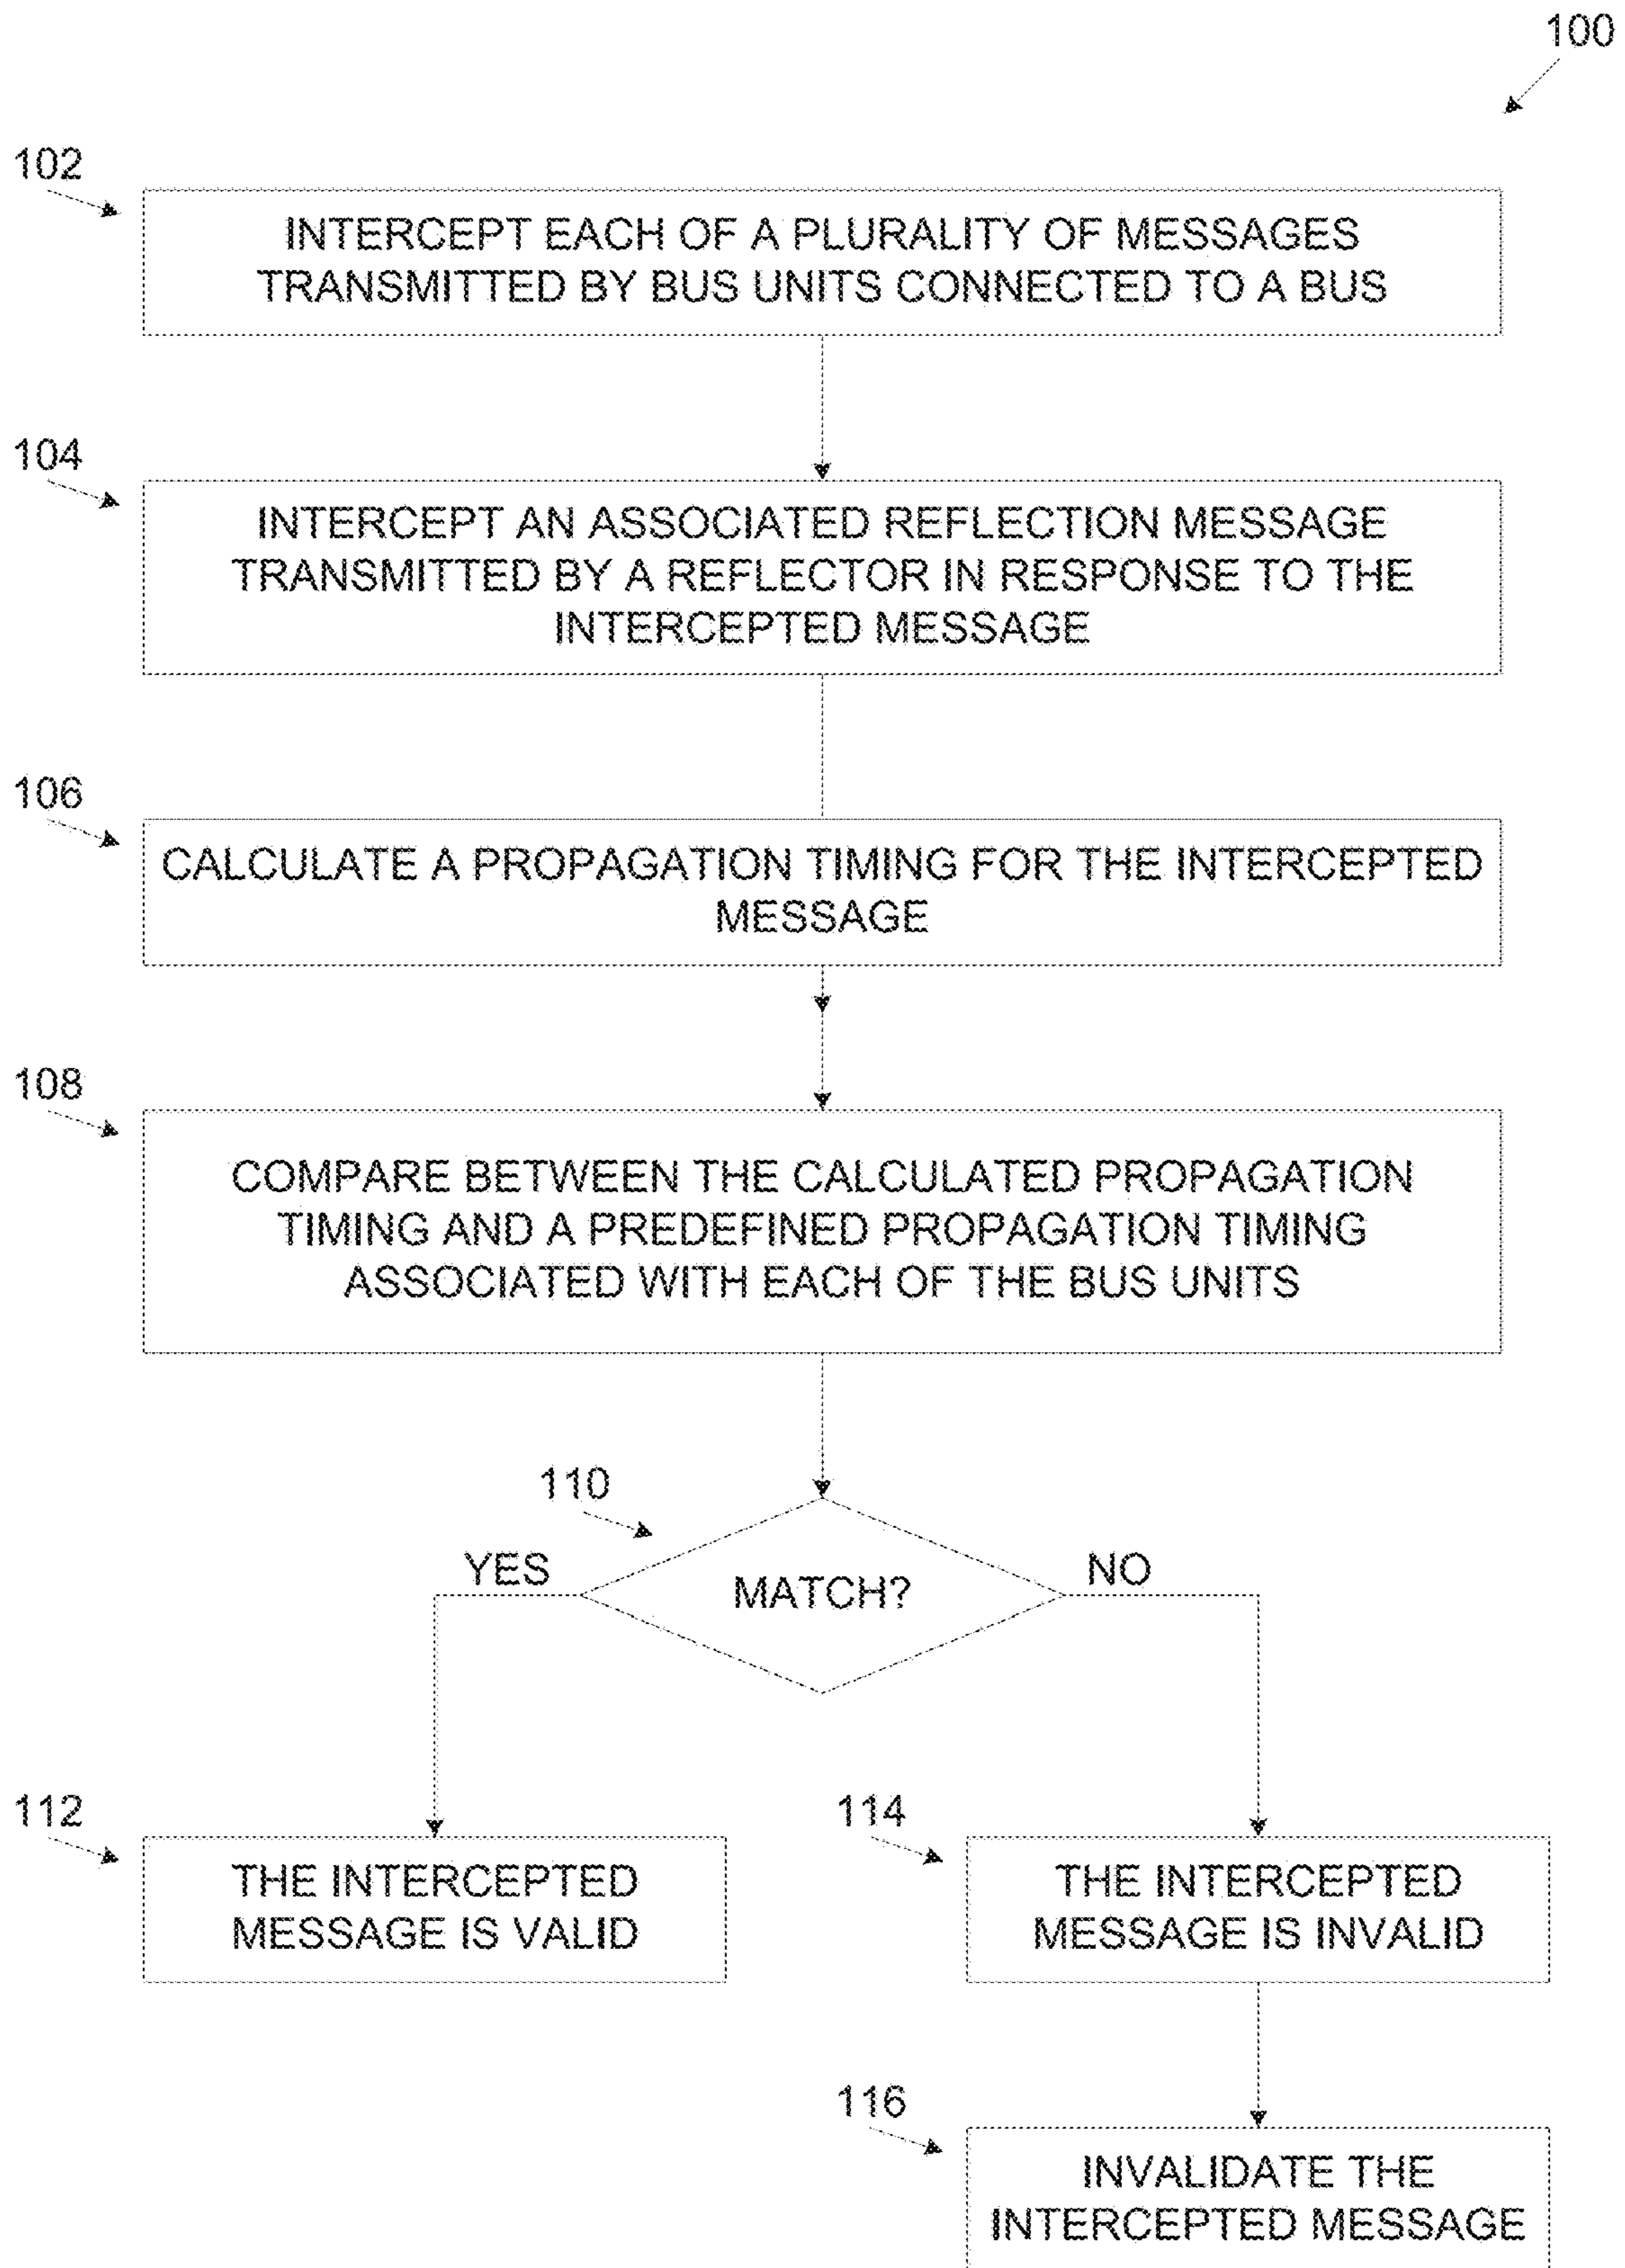 100
102
INTERCEPT EACH OF A PLURALITY OF MESSAGES
TRANSMITTED BY BUS UNITS CONNECTED TO A BUS
104
INTERCEPT AN ASSOCIATED REFLECTION MESSAGE
TRANSMITTED BY A REFLECTOR IN RESPONSE TO THE
INTERCEPTED MESSAGE
106
CALCULATE A PROPAGATION TIMING FOR THE INTERCEPTED
MESSAGE
108
COMPARE BETWEEN THE CALCULATED PROPAGATION
TIMING AND A PREDEFINED PROPAGATION TIMING
ASSOCIATED WITH EACH OF THE BUS UNITS
110
YES
MATCH?
NO
112
THE INTERCEPTED
MESSAGE IS VALID
114
THE INTERCEPTED
MESSAGE IS INVALID
116
INVALIDATE THE
INTERCEPTED MESSAGE